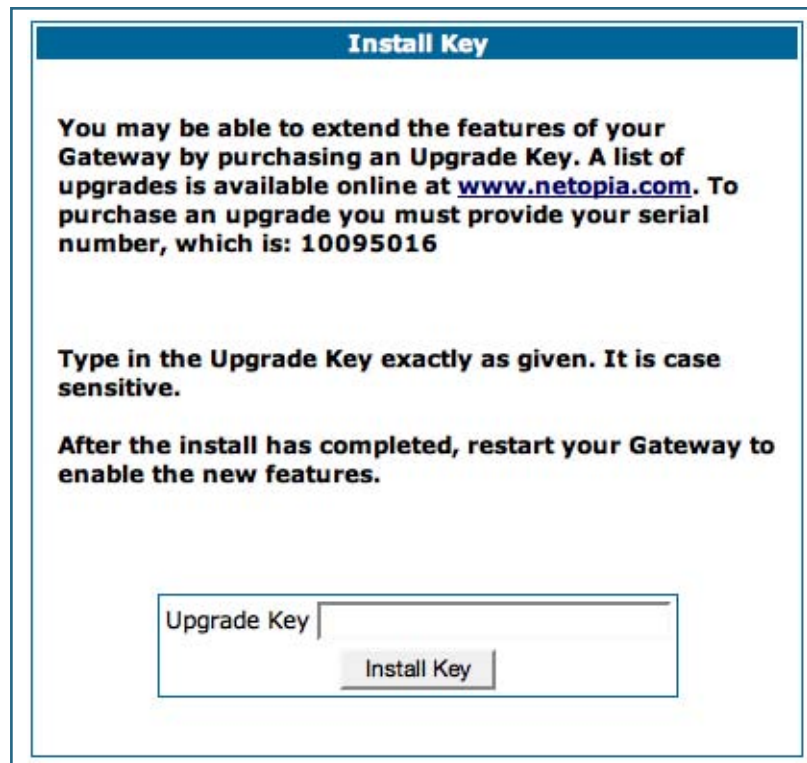 Install Key
You may be able to extend the features of your
Gateway by purchasing an Upgrade Key. A list of
upgrades is available online at www.netopia.com. To
purchase an upgrade you must provide your serial
number, which is: 10095016
Type in the Upgrade Key exactly as given. It is case
sensitive.
After the install has completed, restart your Gateway to
enable the new features.
Upgrade Key
Install Key